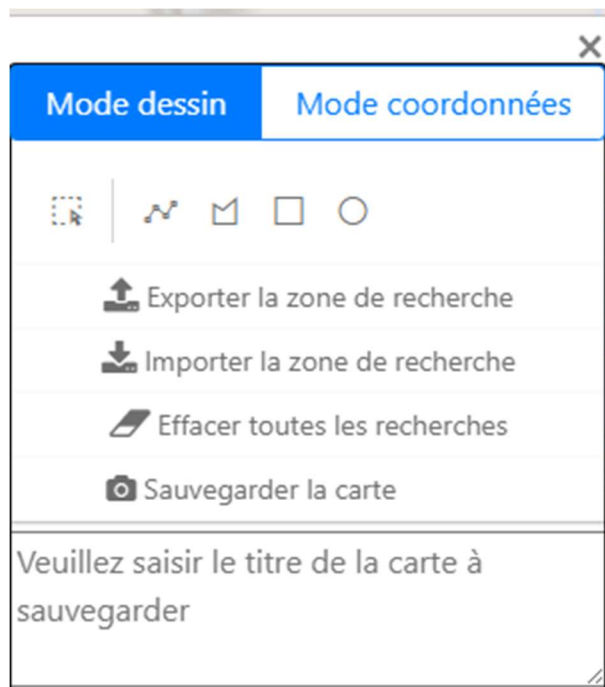 Mode dessin Mode coordonnées
Exporter la zone de recherche
Importer la zone de recherche
Effacer toutes les recherches
Sauvegarder la carte
Veuillez saisir le titre de la carte à
sauvegarder